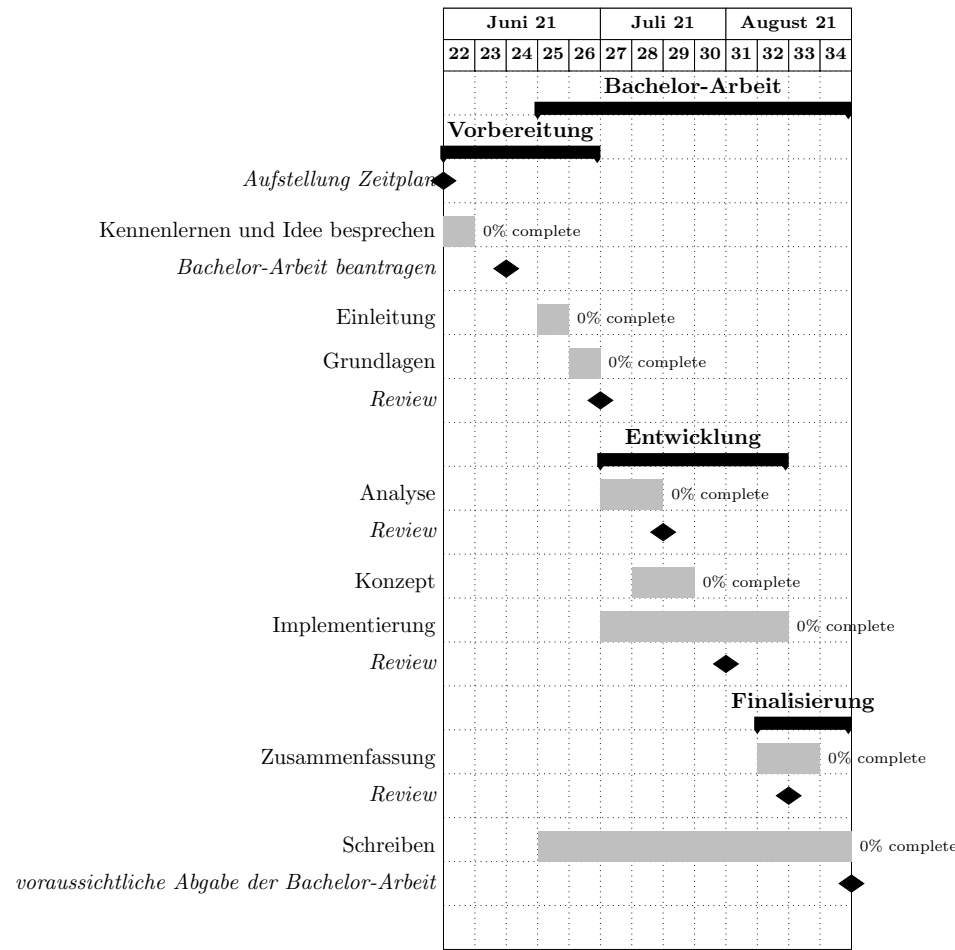 Juni 21 Juli 21 August 21
22 23 24 25 26 27 28 29 30 31 32 33 34
Bachelor-Arbeit
Vorbereitung
Aufstellung Zeitplan
Kennenlernen und Idee besprechen 0% complete
Bachelor-Arbeit beantragen
Einleitung 0% complete
Grundlagen 0% complete
Review
Entwicklung
Analyse 0% complete
Review
Konzept 0% complete
Implementierung 0% complete
Review
Finalisierung
Zusammenfassung 0% complete
Review
Schreiben 0% complete
voraussichtliche Abgabe der Bachelor-Arbeit